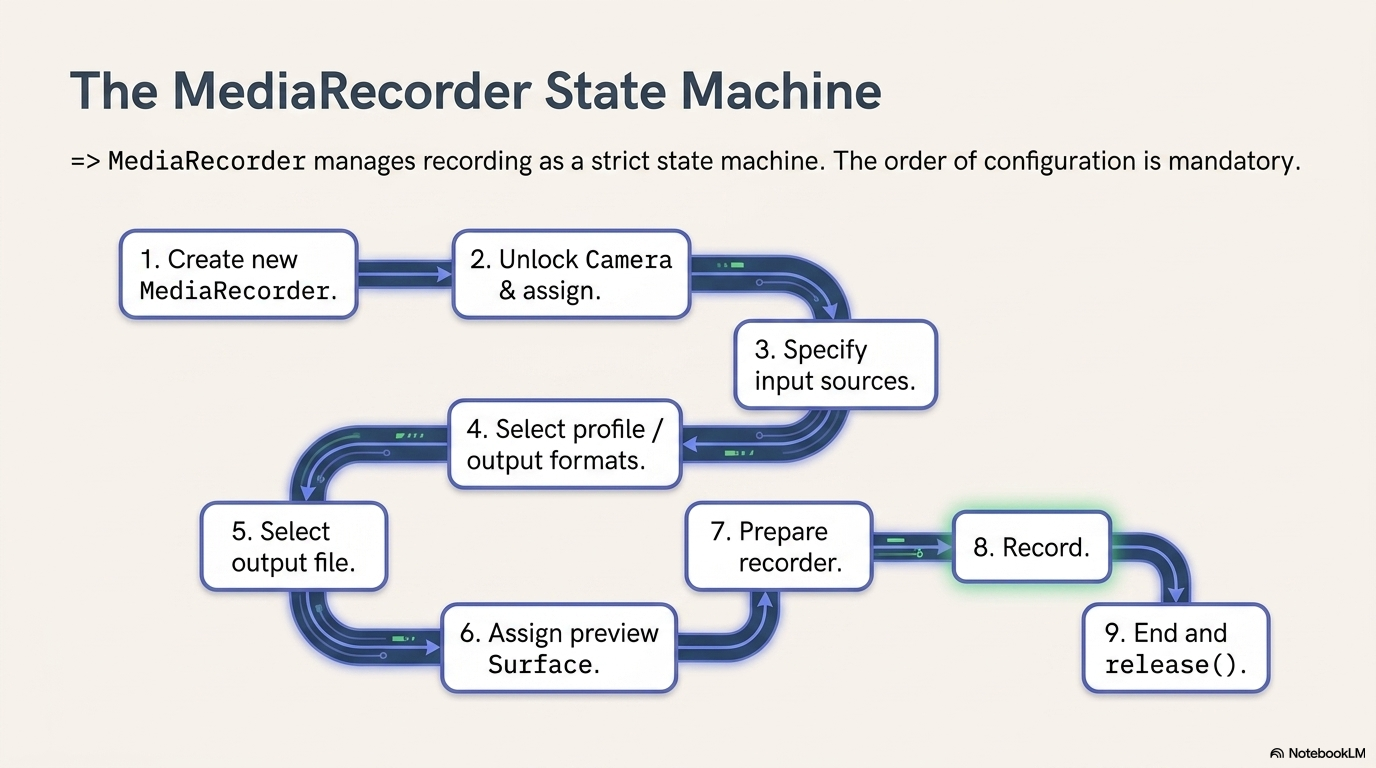 The MediaRecorder State Machine
=> MediaRecorder manages recording as a strict state machine. The order of configuration is mandatory.
1. Create new
MediaRecorder.
2. Unlock Camera
& assign.
3. Specify
input sources.
4. Select profile /
output formats.
5. Select
output file.
6. Assign preview
Surface.
7. Prepare
recorder.
8. Record.
9. End and
release().
NotebookLM